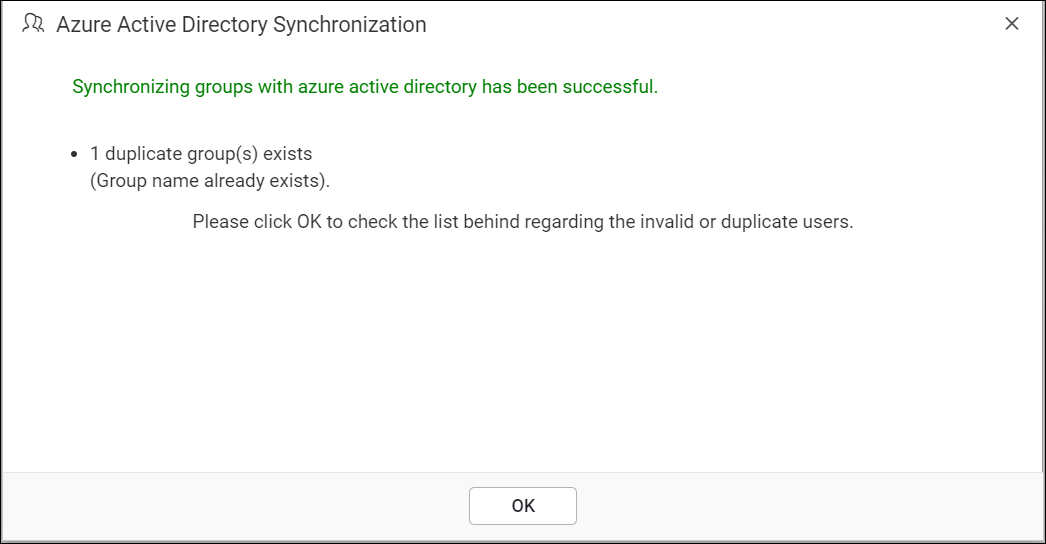 Azure Active Directory Synchronization
Synchronizing groups with azure active directory has been successful.
• 1 duplicate group(s) exists
(Group name already exists).
Please click OK to check the list behind regarding the invalid or duplicate users.
OK